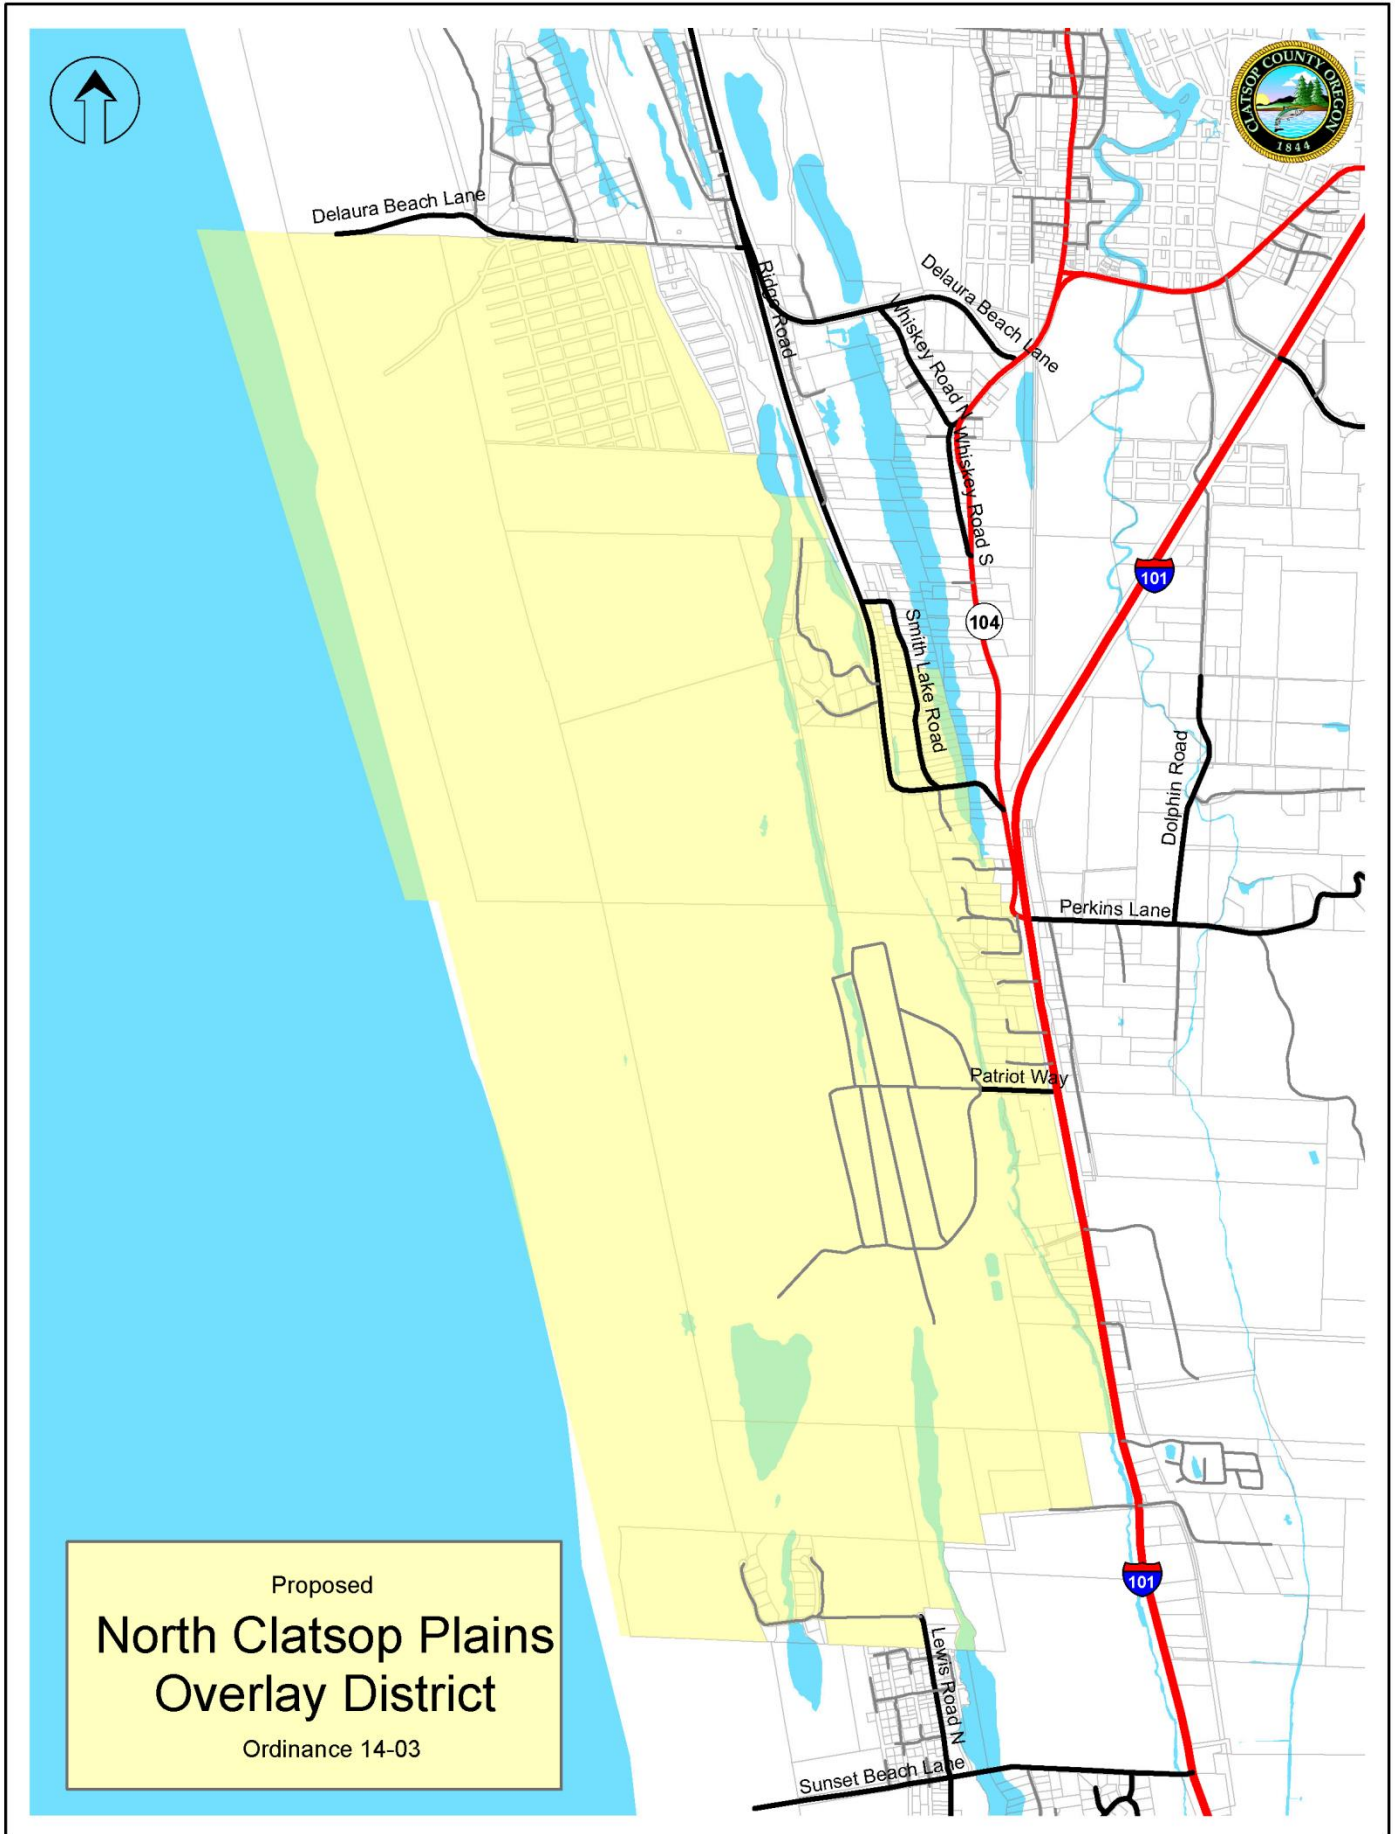 CLATSOP COUNTY OREGON
1844
Delaura Beach Lane
Ridge Road
Delaura Beach Lane
Whiskey Road N
Whiskey Road S
101
104
Smith Lake Road
Dolphin Road
Perkins Lane
Patriot Way
101
Proposed
North Clatsop Plains
Overlay District
Ordinance 14-03
Lewis Road N
Sunset Beach Lane